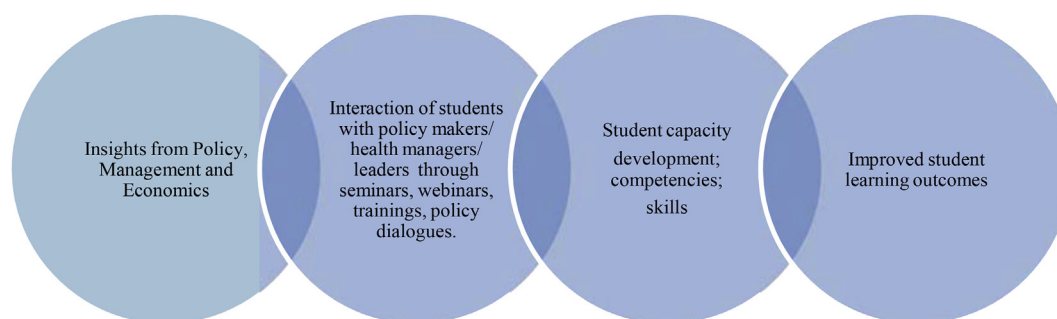 Insights from Policy,
Management and
Economics
Interaction of students
with policy makers/
health managers/
leaders through
seminars, webinars,
trainings, policy
dialogues.
Student capacity
development;
competencies;
skills
Improved student
learning outcomes